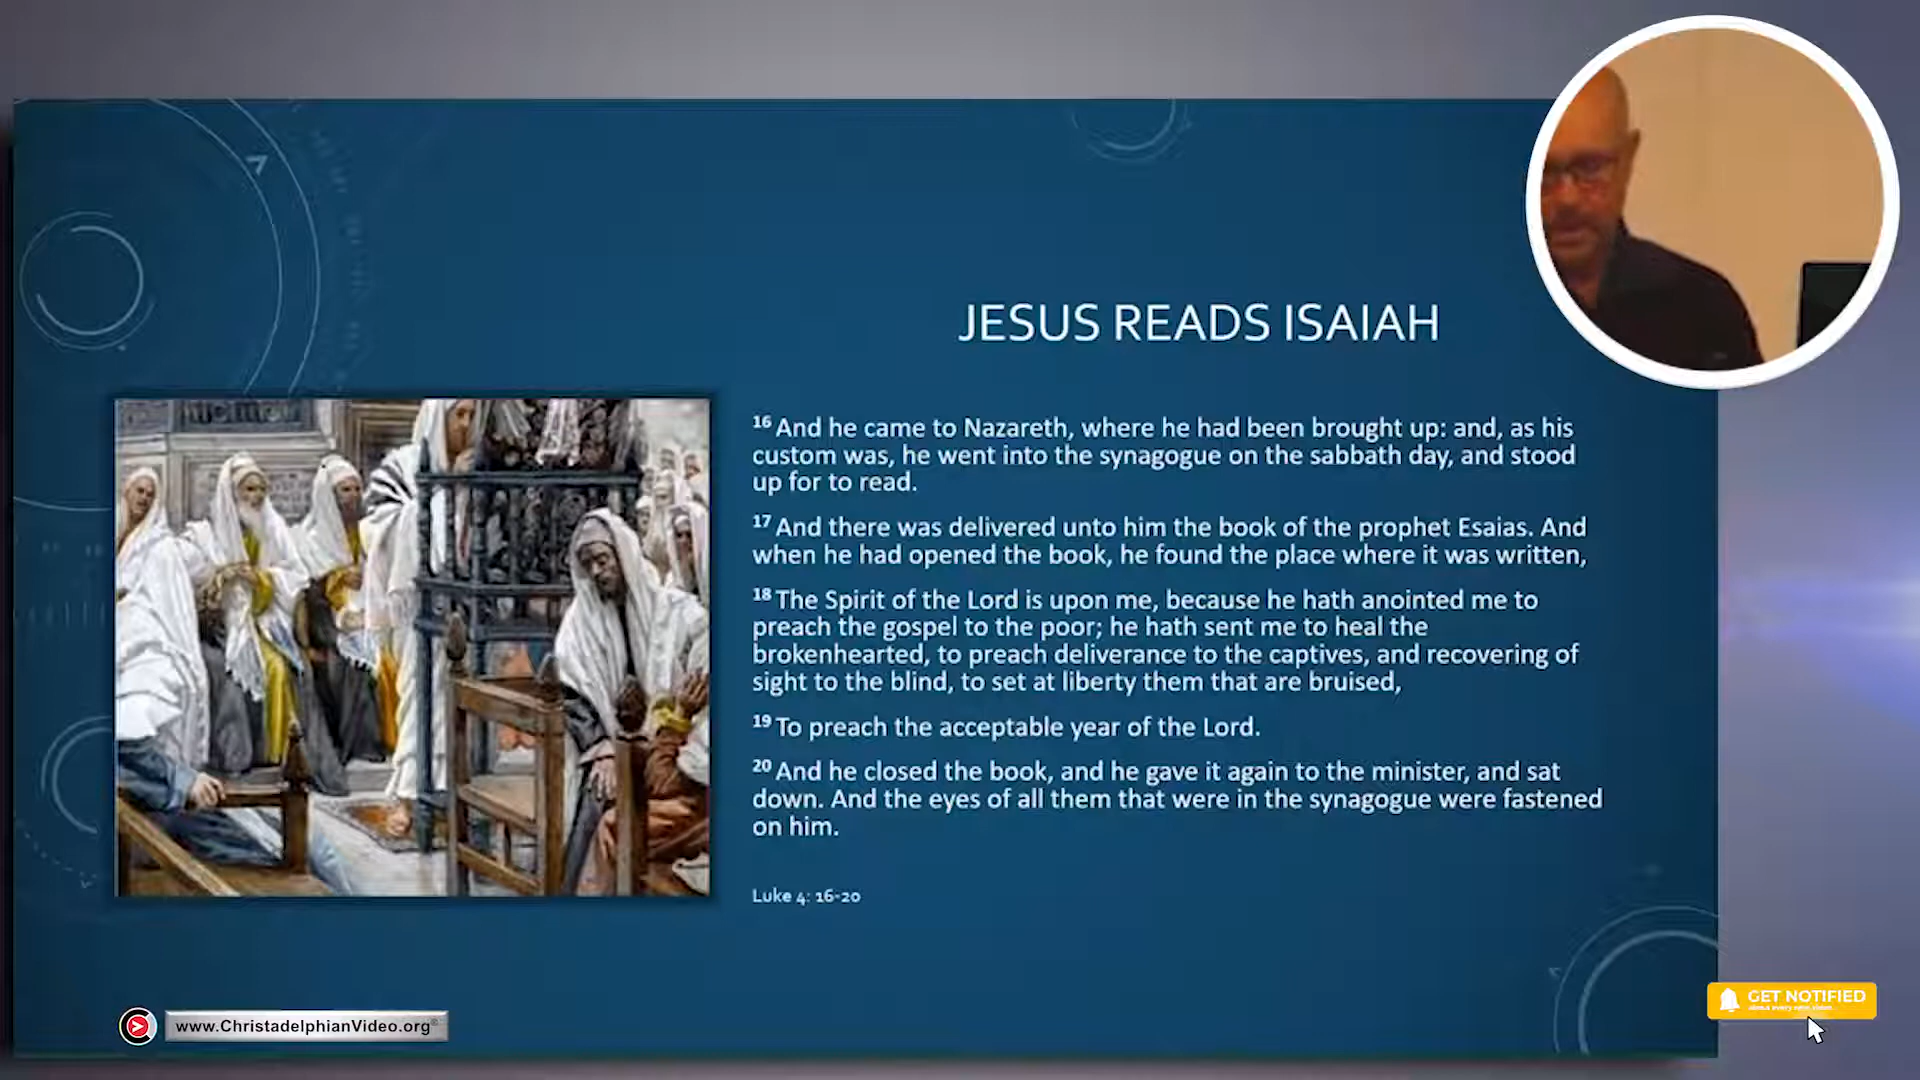 JESUS READS ISAIAH
16 And he came to Nazareth, where he had been brought up: and, as his
custom was, he went into the synagogue on the sabbath day, and stood
up for to read.
17 And there was delivered unto him the book of the prophet Esaias. And
when he had opened the book, he found the place where it was written,
18 The Spirit of the Lord is upon me, because he hath anointed me to
preach the gospel to the poor; he hath sent me to heal the
brokenhearted, to preach deliverance to the captives, and recovering of
sight to the blind, to set at liberty them that are bruised,
19 To preach the acceptable year of the Lord.
20 And he closed the book, and he gave it again to the minister, and sat
down. And the eyes of all them that were in the synagogue were fastened
on him.
Luke 4: 16-20
www.ChristadelphianVideo.org
GET NOTIFIED